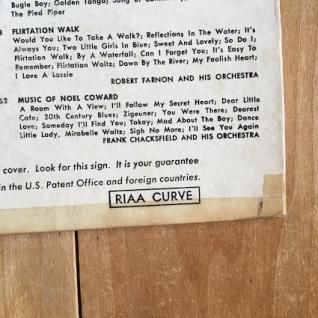 Bugle Boy; Golden Tango; Song of
The Pied Piper
FLIRTATION WALK
Would You Like To Take A Walk?; Reflections In The Water; It's
Always You; Two Little Girls In Blue; Sweet And Lovely; So Do I;
Flirtation Walk; By A Waterfall; Can I Forget You; It's Easy To
Remember; Flirtation Waltz; Down By The River; My Foolish Heart;
I Love A Lassie
ROBERT FARNON AND HIS ORCHESTRA
52 MUSIC OF NOEL COWARD
A Room With A View; I'll Follow My Secret Heart; Dear Little
Cafe; 20th Century Blues; Zigeuner; You Were There; Dearest
Love; Someday I'll Find You; Tokay; Mad About The Boy; Dance
Little Lady, Mirabelle Waltz; Sigh No More; I'll See You Again
FRANK CHACKSFIELD AND HIS ORCHESTRA
cover. Look for this sign. It is your guarantee
in the U.S. Patent Office and foreign countries.
RIAA CURVE